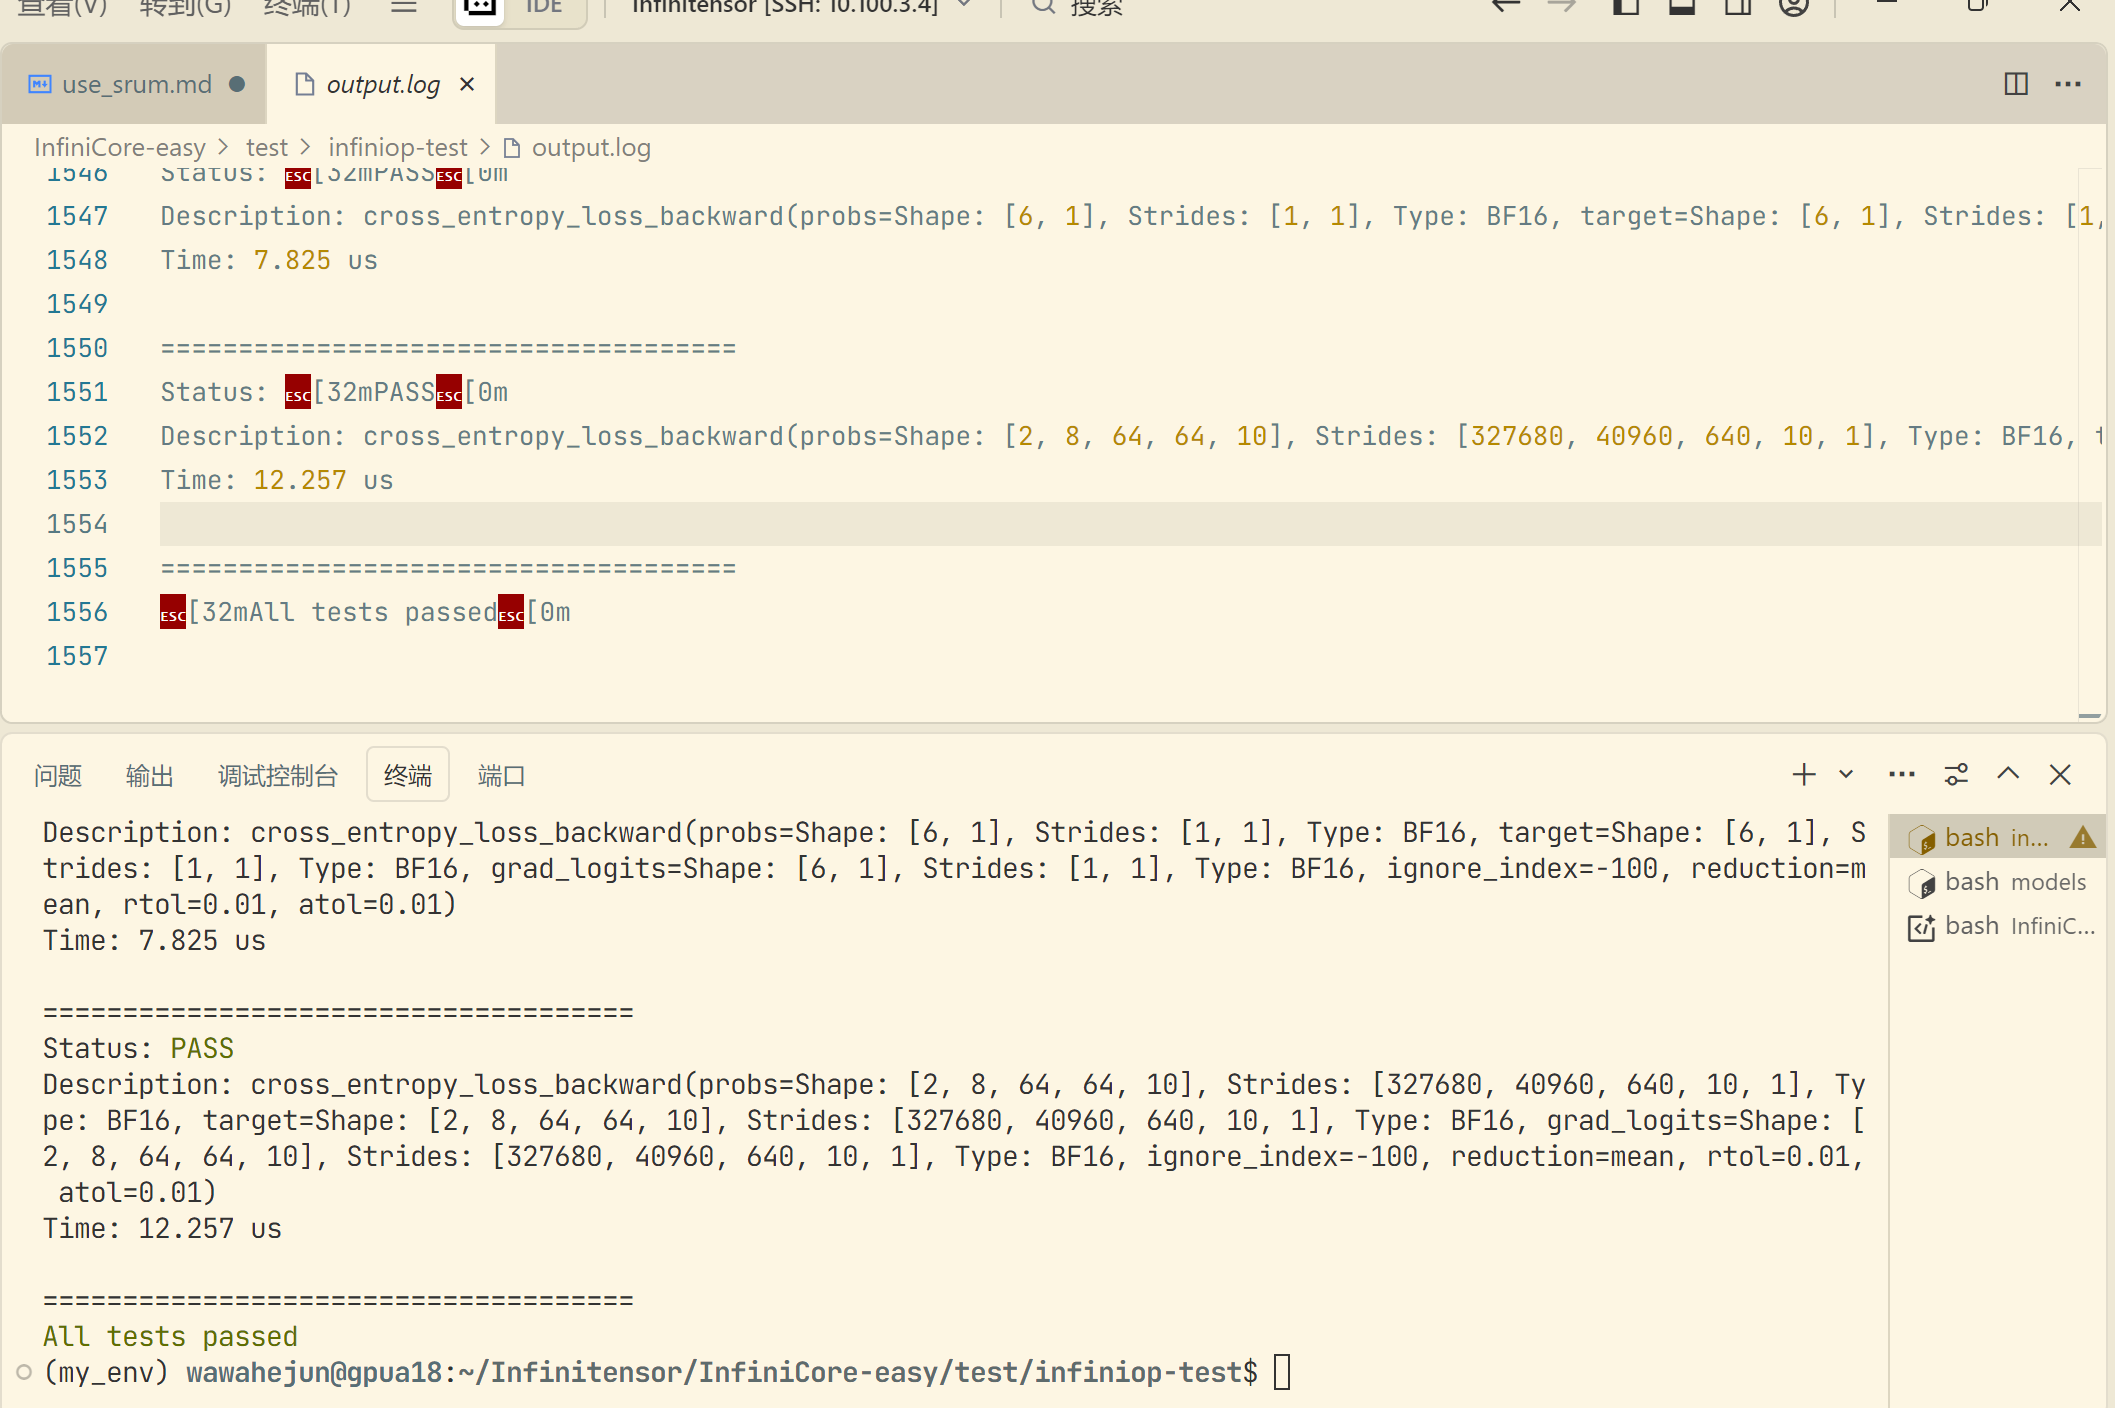 查看(V) 转到(G) 终端(T) IDE Infinitensor [SSH: 10.100.3.4] 搜索
use_srum.md output.log
InfiniCore-easy > test > infiniop-test > output.log
1546 Status: ESC[32mPASSESC[0m
1547 Description: cross_entropy_loss_backward(probs=Shape: [6, 1], Strides: [1, 1], Type: BF16, target=Shape: [6, 1], Strides: [1,
1548 Time: 7.825 us
1549
1550 =====================================
1551 Status: ESC[32mPASSESC[0m
1552 Description: cross_entropy_loss_backward(probs=Shape: [2, 8, 64, 64, 10], Strides: [327680, 40960, 640, 10, 1], Type: BF16, t
1553 Time: 12.257 us
1554
1555 =====================================
1556 ESC[32mAll tests passedESC[0m
1557
问题 输出 调试控制台 终端 端口
Description: cross_entropy_loss_backward(probs=Shape: [6, 1], Strides: [1, 1], Type: BF16, target=Shape: [6, 1], S
trides: [1, 1], Type: BF16, grad_logits=Shape: [6, 1], Strides: [1, 1], Type: BF16, ignore_index=-100, reduction=m
ean, rtol=0.01, atol=0.01)
Time: 7.825 us
=====================================
Status: PASS
Description: cross_entropy_loss_backward(probs=Shape: [2, 8, 64, 64, 10], Strides: [327680, 40960, 640, 10, 1], Ty
pe: BF16, target=Shape: [2, 8, 64, 64, 10], Strides: [327680, 40960, 640, 10, 1], Type: BF16, grad_logits=Shape: [
2, 8, 64, 64, 10], Strides: [327680, 40960, 640, 10, 1], Type: BF16, ignore_index=-100, reduction=mean, rtol=0.01,
atol=0.01)
Time: 12.257 us
=====================================
All tests passed
(my_env) wawahejun@gpua18:~/Infinitensor/InfiniCore-easy/test/infiniop-test$
bash in...
bash models
bash InfiniC...